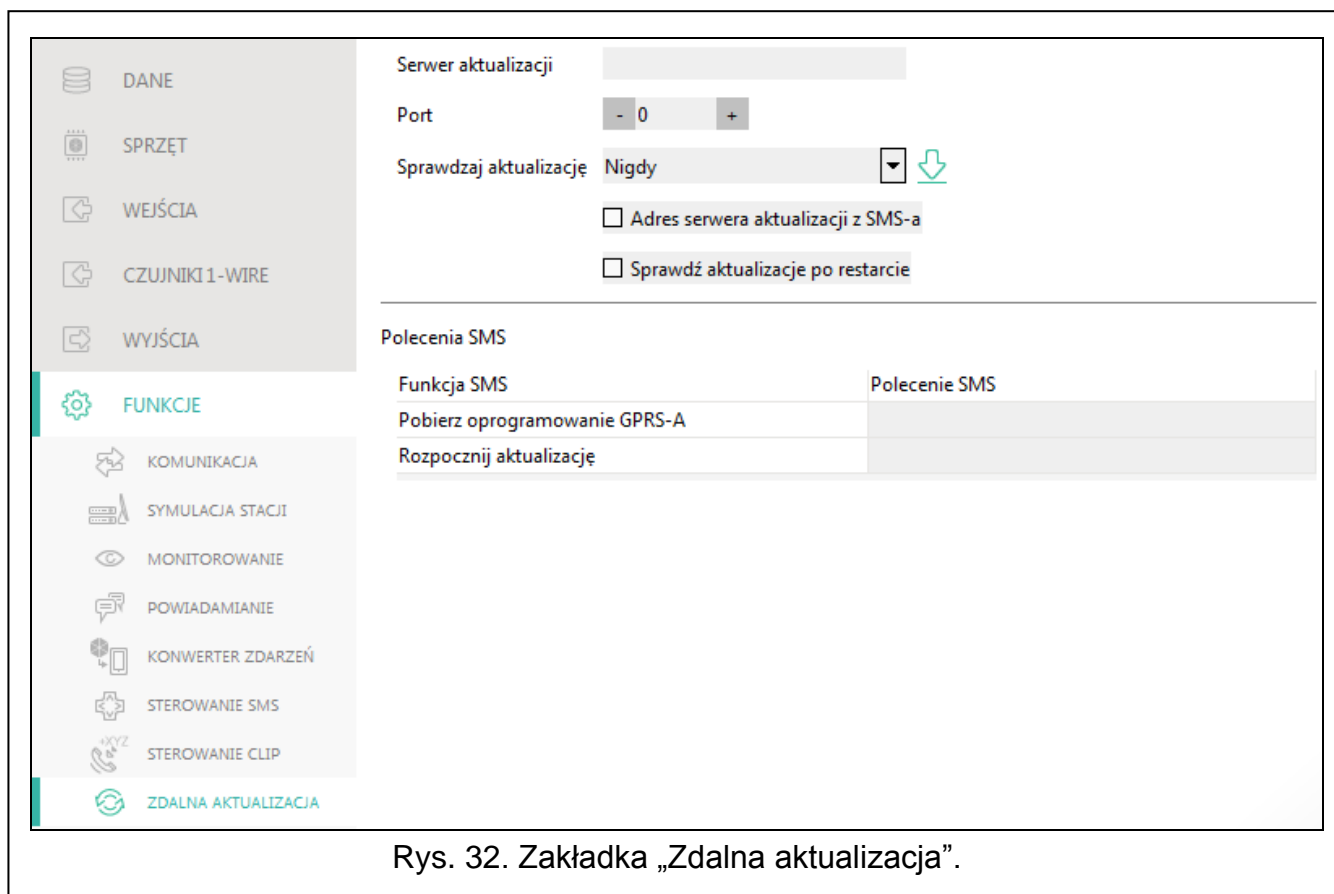 DANE
SPRZĘT
WEJŚCIA
CZUJNIKI 1-WIRE
WYJŚCIA
FUNKCJE
KOMUNIKACJA
SYMULACJA STACJI
MONITOROWANIE
POWIADAMIANIE
KONWERTER ZDARZEŃ
STEROWANIE SMS
+XYZ
STEROWANIE CLIP
ZDALNA AKTUALIZACJA
Serwer aktualizacji
Port - 0 +
Sprawdzaj aktualizację Nigdy
Adres serwera aktualizacji z SMS-a
Sprawdź aktualizacje po restarcie
Polecenia SMS
Funkcja SMS Polecenie SMS
Pobierz oprogramowanie GPRS-A
Rozpocznij aktualizację
Rys. 32. Zakładka „Zdalna aktualizacja”.